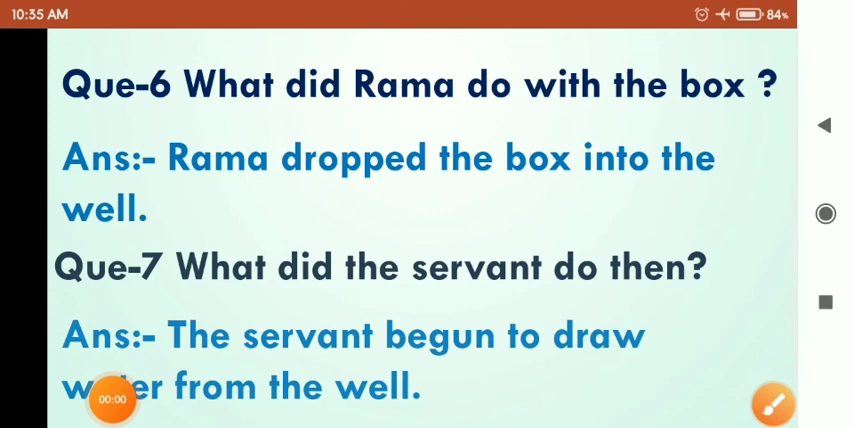 10:35 AM
84%
Que-6 What did Rama do with the box ?
Ans:- Rama dropped the box into the
well.
Que-7 What did the servant do then?
Ans:- The servant begun to draw
from the well.
00:00